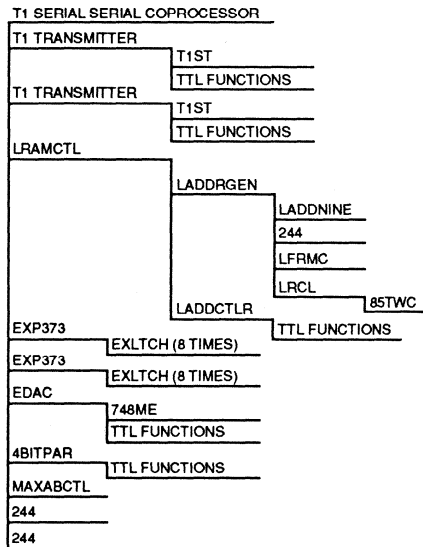 T1 SERIAL SERIAL COPROCESSOR
T1 TRANSMITTER
T1ST
TTL FUNCTIONS
T1 TRANSMITTER
T1ST
TTL FUNCTIONS
LRAMCTL
LADDRGEN
LADDNINE
244
LFRMC
LRCL
85TWC
LADDCTLR
TTL FUNCTIONS
EXP373
EXLTCH (8 TIMES)
EXP373
EXLTCH (8 TIMES)
EDAC
748ME
TTL FUNCTIONS
4BITPAR
TTL FUNCTIONS
MAXABCTL
244
244